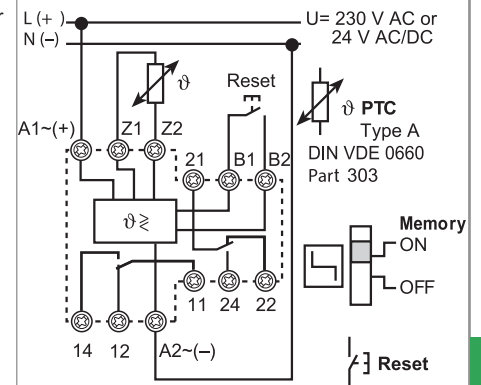 L (+)
U= 230 V AC or
N (–)
24 V AC/DC
ϑ
Reset
ϑ PTC
Type A
DIN VDE 0660
Part 303
A1~(+)
Z1
Z2
21
B1
B2
ϑ≷
Memory
ON
OFF
11
24
22
14
12
A2~(–)
Reset